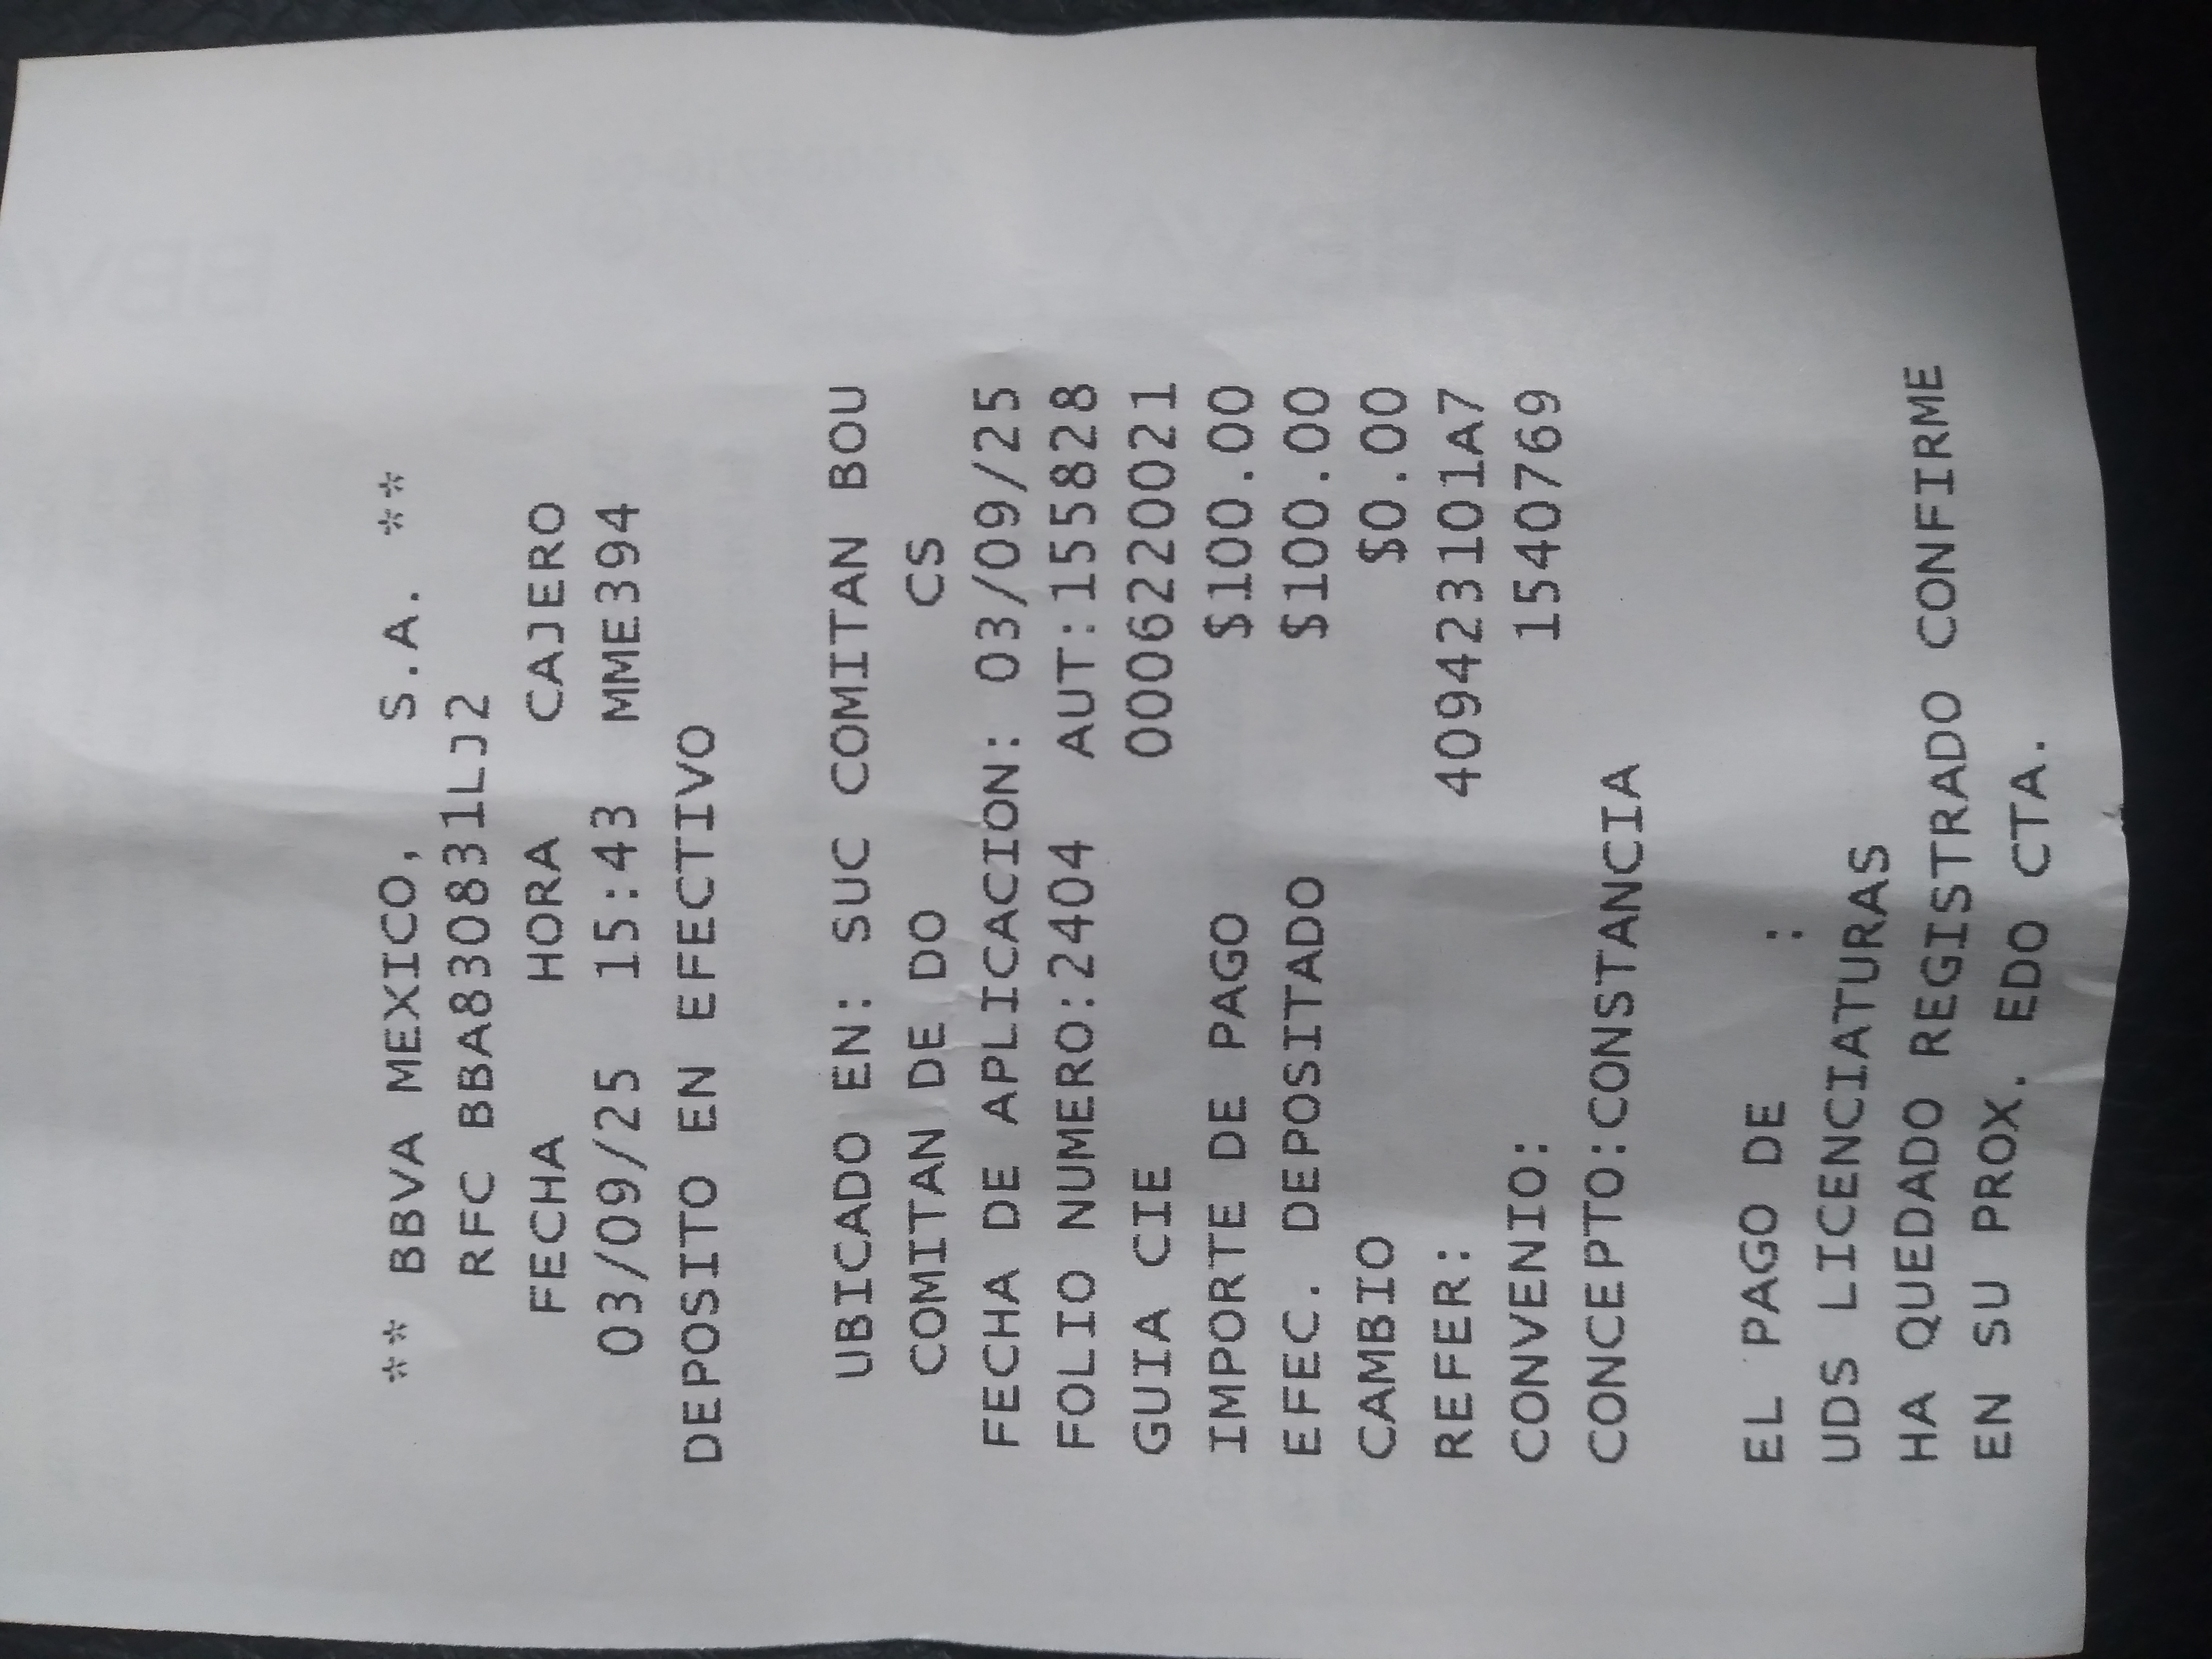 ** BBVA MEXICO, S.A. **
RFC BBA830831LJ2
FECHA HORA CAJERO
03/09/25 15:43 MME394
DEPOSITO EN EFECTIVO
UBICADO EN: SUC COMITAN BOU
COMITAN DE DO CS
FECHA DE APLICACION: 03/09/25
FOLIO NUMERO:2404 AUT:155828
GUIA CIE 0006220021
IMPORTE DE PAGO $100.00
EFEC. DEPOSITADO $100.00
CAMBIO $0.00
REFER: 409423101A7
CONVENIO: 1540769
CONCEPTO:CONSTANCIA
EL PAGO DE :
UDS LICENCIATURAS
HA QUEDADO REGISTRADO CONFIRME
EN SU PROX. EDO CTA.